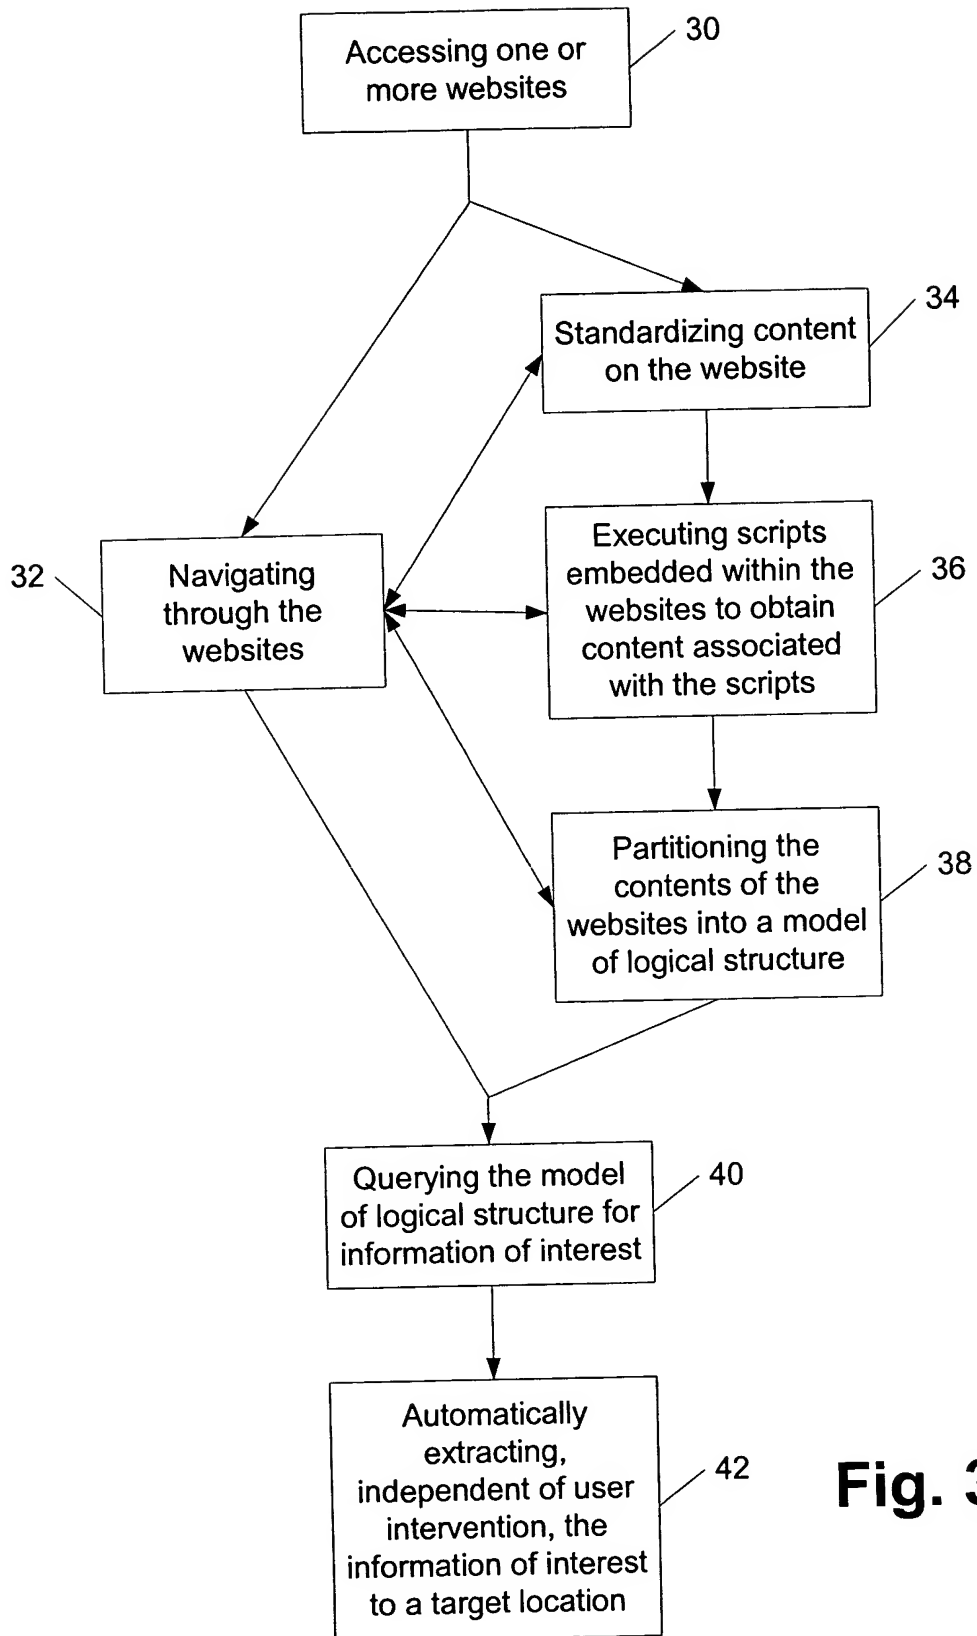 Accessing one or
more websites
30
Standardizing content
on the website
34
Navigating
through the
websites
32
Executing scripts
embedded within the
websites to obtain
content associated
with the scripts
36
Partitioning the
contents of the
websites into a model
of logical structure
38
Querying the model
of logical structure for
information of interest
40
Automatically
extracting,
independent of user
intervention, the
information of interest
to a target location
42
Fig. 3